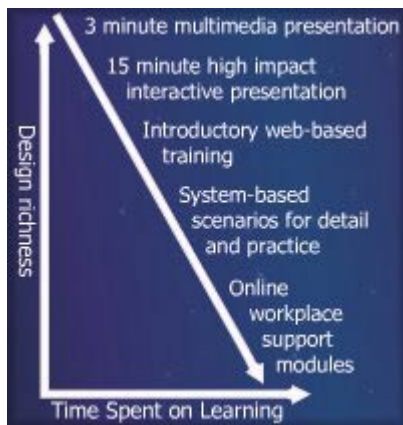 3 minute multimedia presentation
15 minute high impact
interactive presentation
Introductory web-based
training
System-based
scenarios for detail
and practice
Online
workplace
support
modules
Design richness
Time Spent on Learning